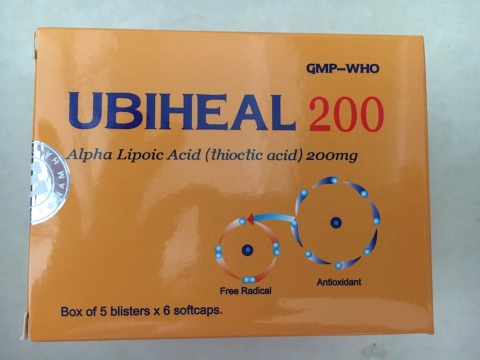 GMP-WHO
UBIHEAL 200
Alpha Lipoic Acid (thioctic acid) 200mg
Free Radical
Antioxidant
Box of 5 blisters x 6 softcaps.